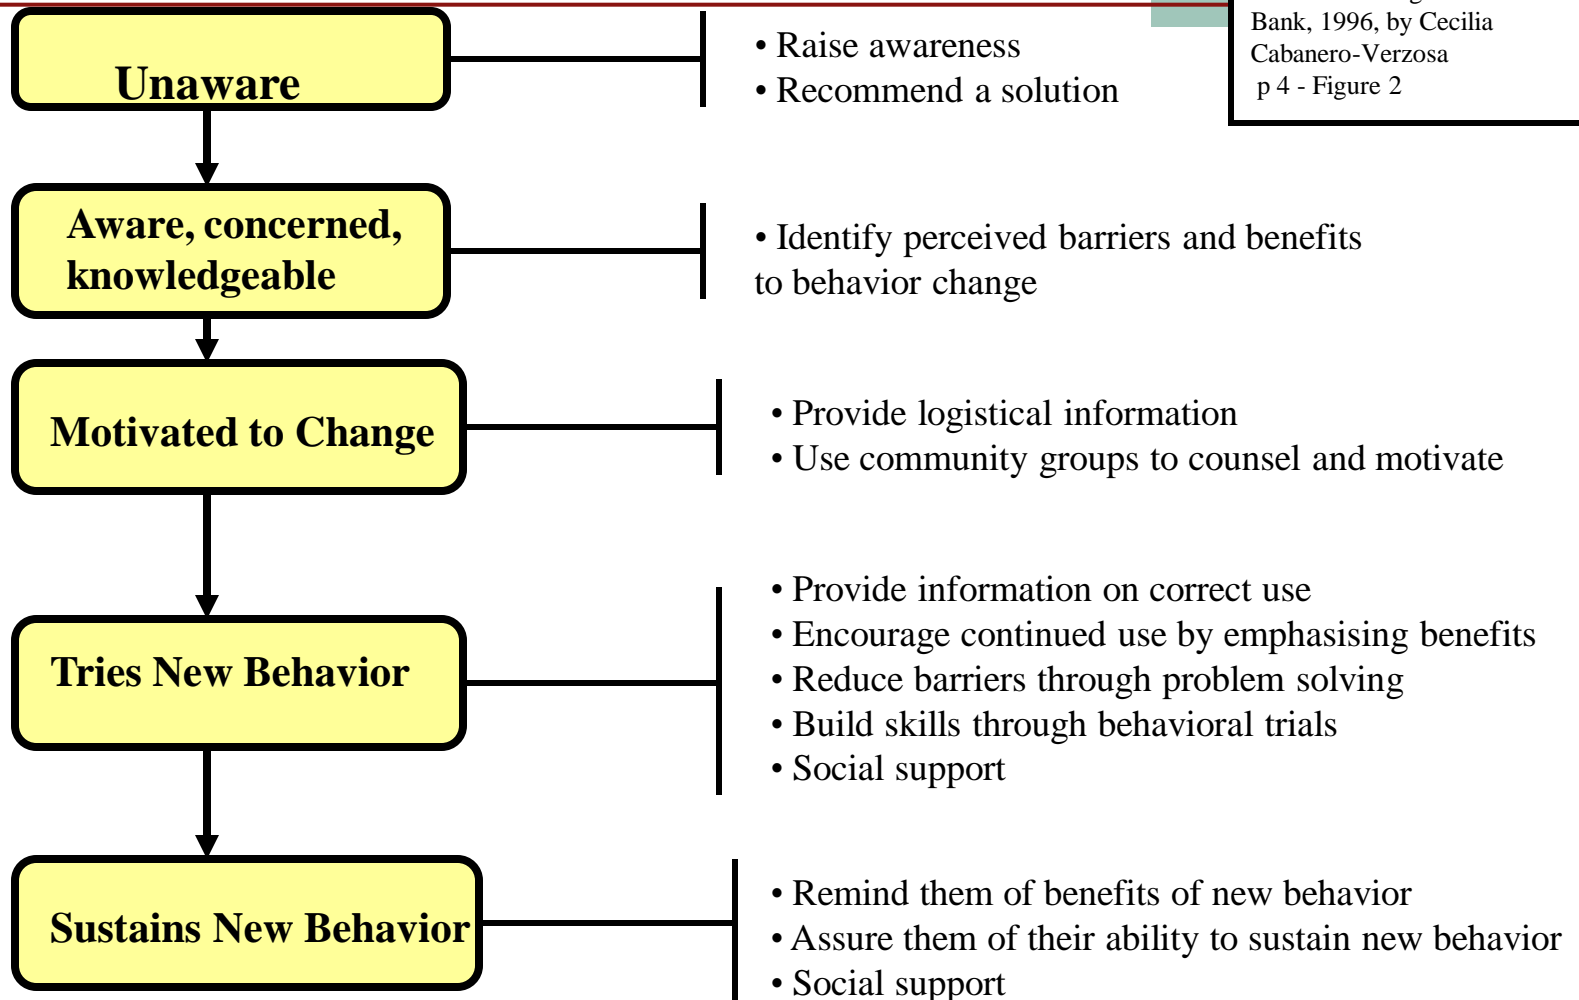 Bank, 1996, by Cecilia
Cabanero-Verzosa
p 4 - Figure 2
Unaware
• Raise awareness
• Recommend a solution
Aware, concerned,
knowledgeable
• Identify perceived barriers and benefits
to behavior change
Motivated to Change
• Provide logistical information
• Use community groups to counsel and motivate
Tries New Behavior
• Provide information on correct use
• Encourage continued use by emphasising benefits
• Reduce barriers through problem solving
• Build skills through behavioral trials
• Social support
Sustains New Behavior
• Remind them of benefits of new behavior
• Assure them of their ability to sustain new behavior
• Social support